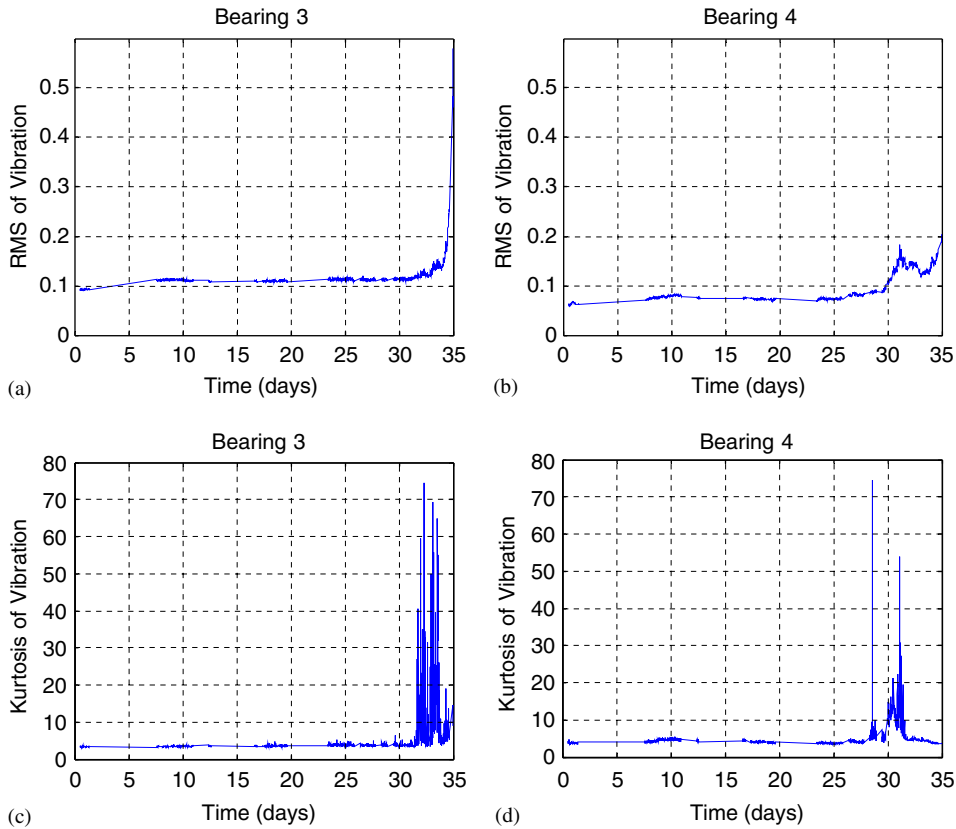 Bearing 3
RMS of Vibration
0.5
0.4
0.3
0.2
0.1
0
0 5 10 15 20 25 30 35
Time (days)
(a)
Bearing 4
RMS of Vibration
0.5
0.4
0.3
0.2
0.1
0
0 5 10 15 20 25 30 35
Time (days)
(b)
Bearing 3
Kurtosis of Vibration
80
70
60
50
40
30
20
10
0
0 5 10 15 20 25 30 35
Time (days)
(c)
Bearing 4
Kurtosis of Vibration
80
70
60
50
40
30
20
10
0
0 5 10 15 20 25 30 35
Time (days)
(d)